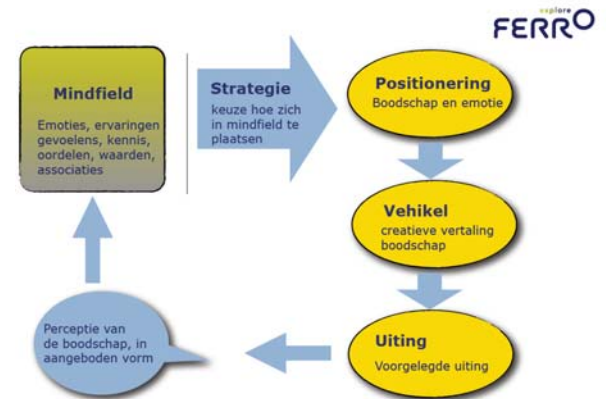 explore
FERRO
Mindfield
Emoties, ervaringen
gevoelens, kennis,
oordelen, waarden,
associaties
Strategie
keuze hoe zich
in mindfield te
plaatsen
Positionering
Boodschap en emotie
Vehikel
creatieve vertaling
boodschap
Uiting
Voorgelegde uiting
Perceptie van
de boodschap, in
aangeboden vorm